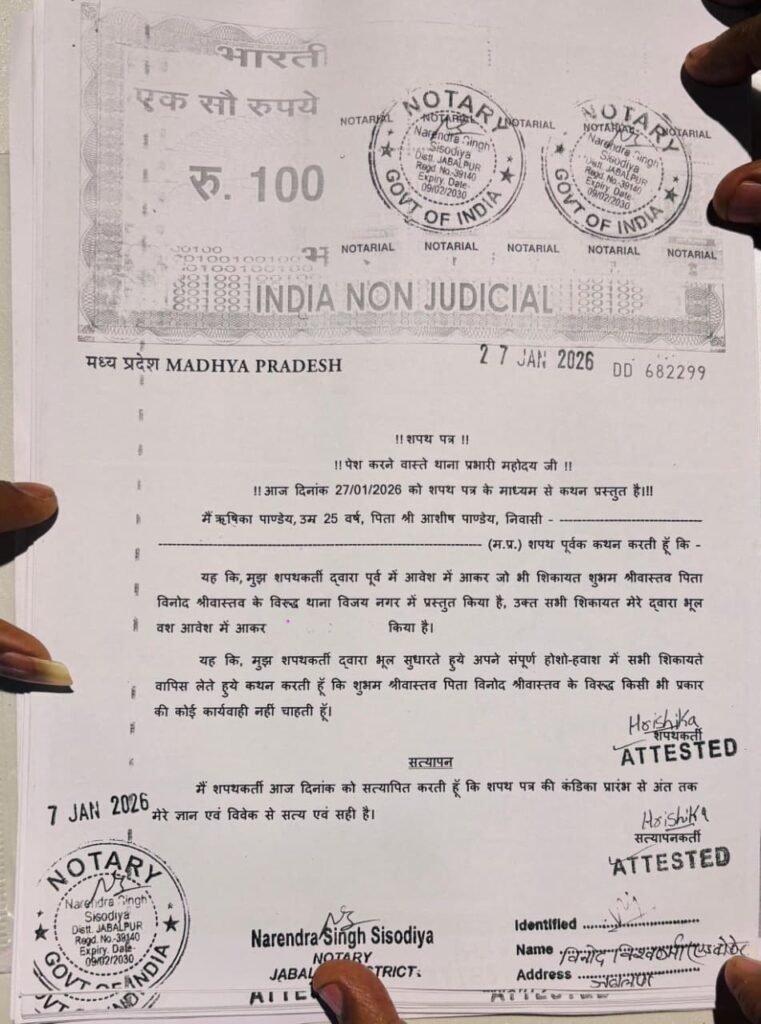 भारती
एक सौ रुपये
रु. 100
NOTARIAL NOTARIAL NOTARIAL NOTARIAL NOTARIAL
NOTARY
Narendra Singh
Sisodiya
Distt. JABALPUR
Regd. No.-39140
Expiry. Date-
09/02/2030
GOVT OF INDIA
NOTARY
Narendra Singh
Sisodiya
Distt. JABALPUR
Regd. No.-39140
Expiry. Date-
09/02/2030
GOVT OF INDIA
NOTARIAL NOTARIAL NOTARIAL NOTARIAL NOTARIAL
भ
INDIA NON JUDICIAL
मध्य प्रदेश MADHYA PRADESH
27 JAN 2026
DD 682299
!! शपथ पत्र !!
!! पेश करने वास्ते थाना प्रभारी महोदय जी !!
!! आज दिनांक 27/01/2026 को शपथ पत्र के माध्यम से कथन प्रस्तुत है।!!
मैं ऋषिका पाण्डेय, उम्र 25 वर्ष, पिता श्री आशीष पाण्डेय, निवासी -
(म.प्र.) शपथ पूर्वक कथन करती हूँ कि -
यह कि, मुझ शपथकर्ती द्वारा पूर्व में आवेश में आकर जो भी शिकायत शुभम श्रीवास्तव पिता
विनोद श्रीवास्तव के विरुद्ध थाना विजय नगर में प्रस्तुत किया है, उक्त सभी शिकायत मेरे द्वारा भूल
वश आवेश में आकर किया है।
यह कि, मुझ शपथकर्ती द्वारा भूल सुधारते हुये अपने संपूर्ण होशो-हवाश में सभी शिकायते
वापिस लेते हुये कथन करती हूँ कि शुभम श्रीवास्तव पिता विनोद श्रीवास्तव के विरुद्ध किसी भी प्रकार
की कोई कार्यवाही नहीं चाहती हूँ।
Hrishika
शपथकर्ती
ATTESTED
सत्यापन
मैं शपथकर्ती आज दिनांक को सत्यापित करती हूँ कि शपथ पत्र की कंडिका प्रारंभ से अंत तक
मेरे ज्ञान एवं विवेक से सत्य एवं सही है।
7 JAN 2026
Hrishika
सत्यापनकर्ती
ATTESTED
NOTARY
Narendra Singh
Sisodiya
Distt. JABALPUR
Regd. No.-39140
Expiry. Date-
09/02/2030
GOVT OF INDIA
Narendra Singh Sisodiya
NOTARY
JABAL DISTRICT
Identified
Name विनोद विश्वकर्मा एडवोकेट
Address जबलपुर